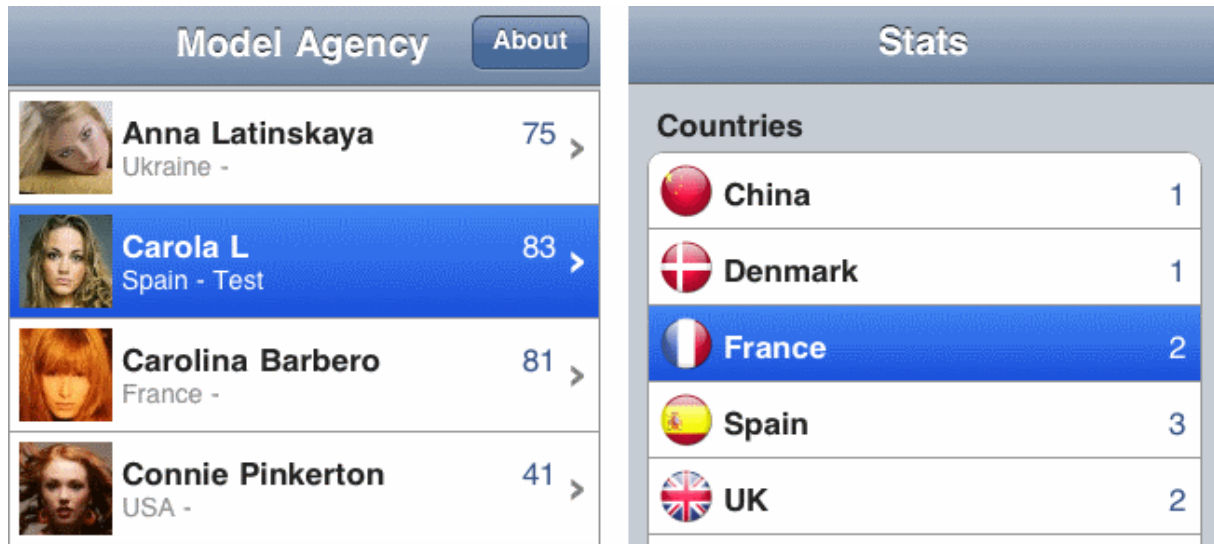 Model Agency
About
Anna Latinskaya 75
Ukraine -
Carola L 83
Spain - Test
Carolina Barbero 81
France -
Connie Pinkerton 41
USA -
Stats
Countries
China 1
Denmark 1
France 2
Spain 3
UK 2